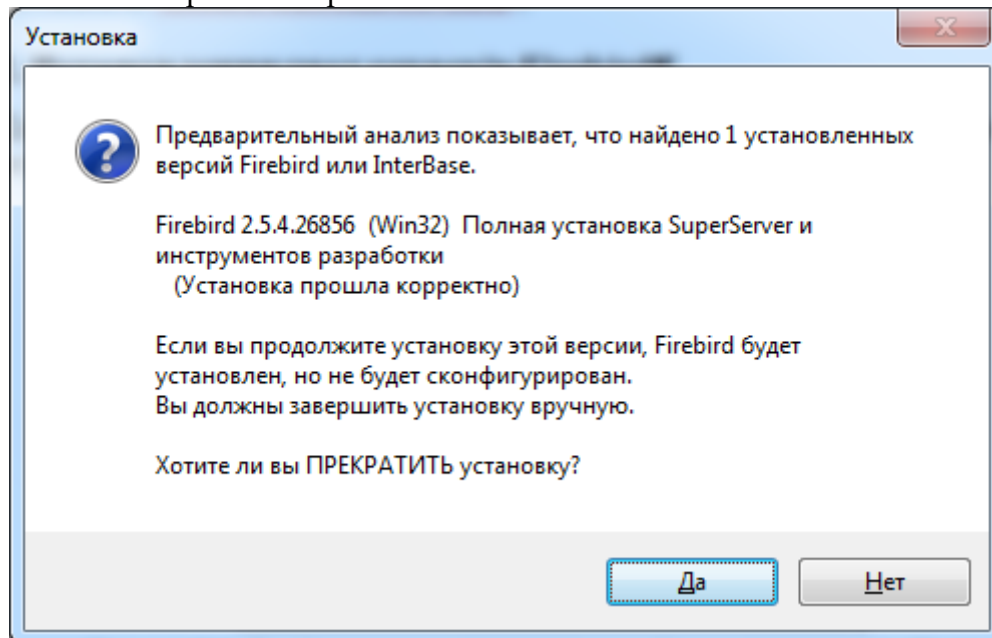 Установка
Предварительный анализ показывает, что найдено 1 установленных
версий Firebird или InterBase.
Firebird 2.5.4.26856 (Win32) Полная установка SuperServer и
инструментов разработки
(Установка прошла корректно)
Если вы продолжите установку этой версии, Firebird будет
установлен, но не будет сконфигурирован.
Вы должны завершить установку вручную.
Хотите ли вы ПРЕКРАТИТЬ установку?
Да
Нет